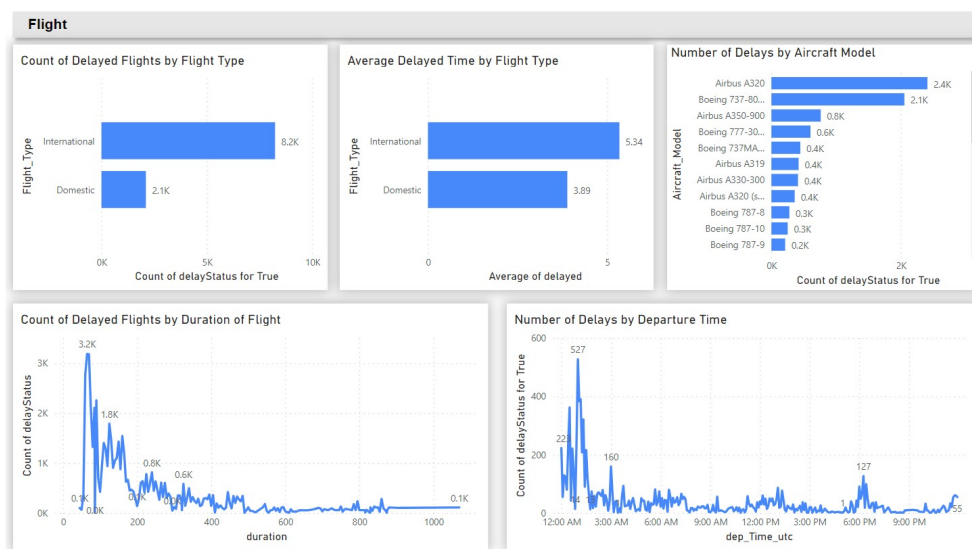 Flight
Count of Delayed Flights by Flight Type
Flight_Type
International
8.2K
Domestic
2.1K
0K
5K
10K
Count of delayStatus for True
Average Delayed Time by Flight Type
Flight_Type
International
5.34
Domestic
3.89
0
5
Average of delayed
Number of Delays by Aircraft Model
Aircraft_Model
Airbus A320
2.4K
Boeing 737-80...
2.1K
Airbus A350-900
0.8K
Boeing 777-30...
0.6K
Boeing 737MA...
0.4K
Airbus A319
0.4K
Airbus A330-300
0.4K
Airbus A320 (s...
0.4K
Boeing 787-8
0.3K
Boeing 787-10
0.3K
Boeing 787-9
0.2K
0K
2K
Count of delayStatus for True
Count of Delayed Flights by Duration of Flight
Count of delayStatus
3K
2K
1K
0K
3.2K
1.8K
0.8K
0.6K
0.1K
0.0K
0.1K
0
200
400
600
800
1000
duration
Number of Delays by Departure Time
Count of delayStatus for True
600
400
200
0
527
160
127
1
55
12:00 AM
3:00 AM
6:00 AM
9:00 AM
12:00 PM
3:00 PM
6:00 PM
9:00 PM
dep_Time_utc